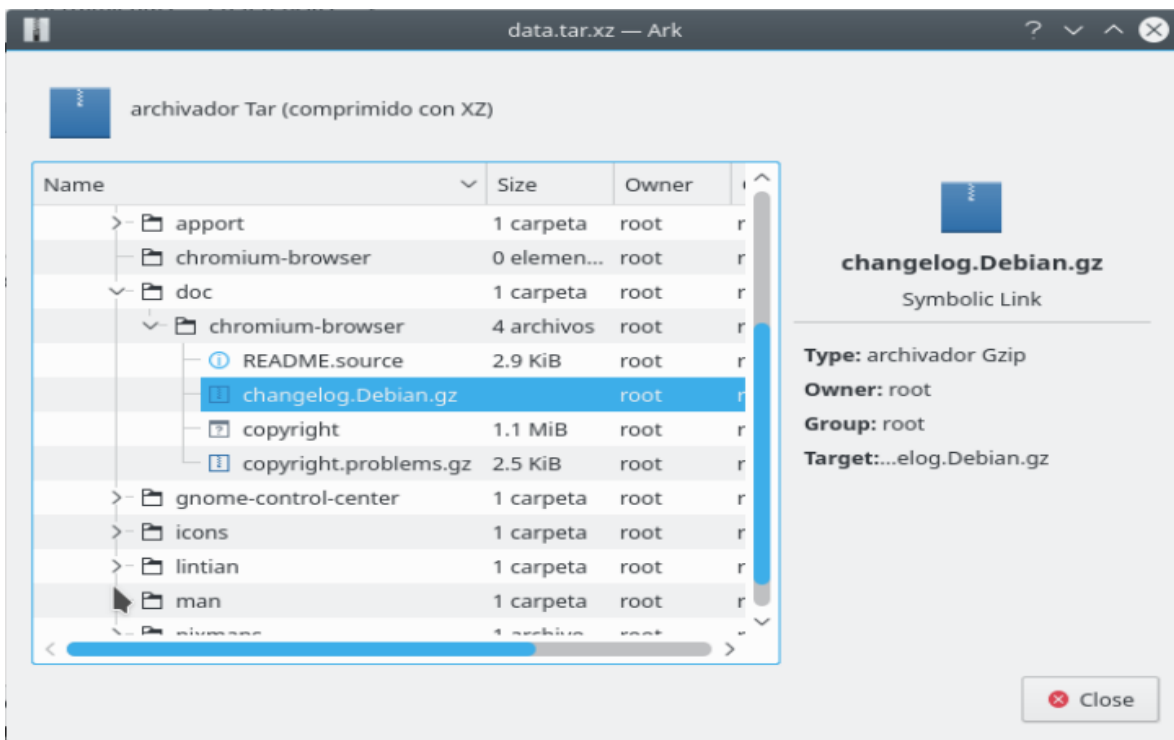 data.tar.xz — Ark
archivador Tar (comprimido con XZ)
Name Size Owner
apport 1 carpeta root r
chromium-browser 0 elemen... root r
doc 1 carpeta root r
chromium-browser 4 archivos root r
README.source 2.9 KiB root r
changelog.Debian.gz root r
copyright 1.1 MiB root r
copyright.problems.gz 2.5 KiB root r
gnome-control-center 1 carpeta root r
icons 1 carpeta root r
lintian 1 carpeta root r
man 1 carpeta root r
pixmaps 1 archivo root
changelog.Debian.gz
Symbolic Link
Type: archivador Gzip
Owner: root
Group: root
Target:...elog.Debian.gz
Close